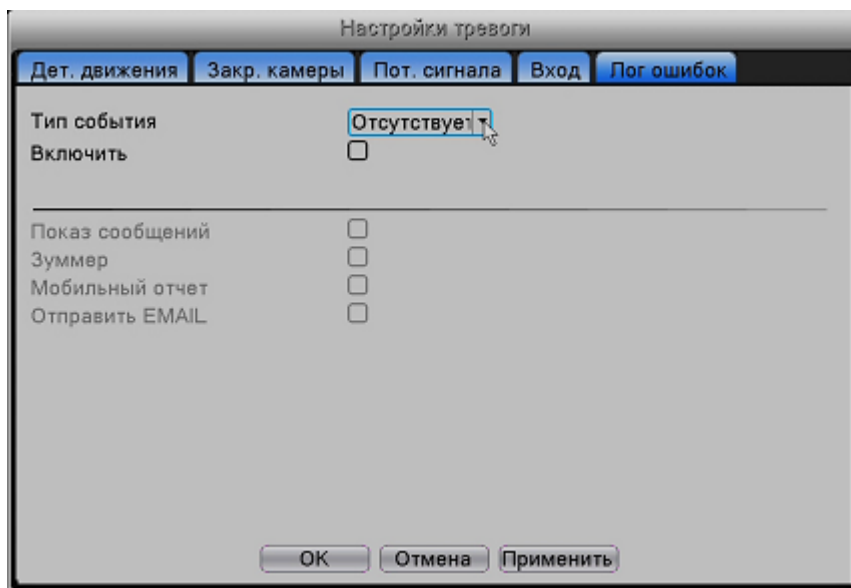 Настройки тревоги
Дет. движения Закр. камеры Пот. сигнала Вход Лог ошибок
Тип события Отсутствует
Включить
Показ сообщений
Зуммер
Мобильный отчет
Отправить EMAIL
OK Отмена Применить